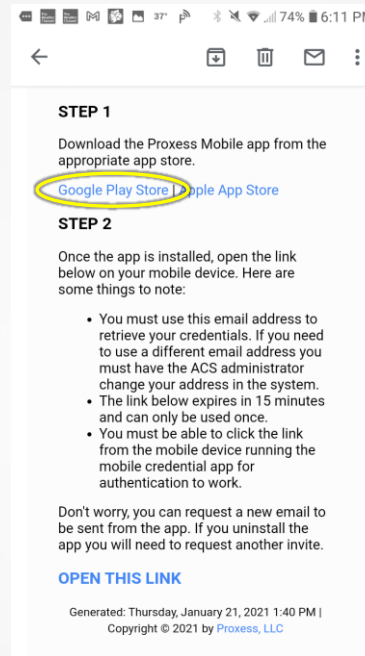 37° 74% 6:11 PM
STEP 1
Download the Proxess Mobile app from the
appropriate app store.
Google Play Store | Apple App Store
STEP 2
Once the app is installed, open the link
below on your mobile device. Here are
some things to note:
• You must use this email address to
retrieve your credentials. If you need
to use a different email address you
must have the ACS administrator
change your address in the system.
• The link below expires in 15 minutes
and can only be used once.
• You must be able to click the link
from the mobile device running the
mobile credential app for
authentication to work.
Don't worry, you can request a new email to
be sent from the app. If you uninstall the
app you will need to request another invite.
OPEN THIS LINK
Generated: Thursday, January 21, 2021 1:40 PM |
Copyright © 2021 by Proxess, LLC